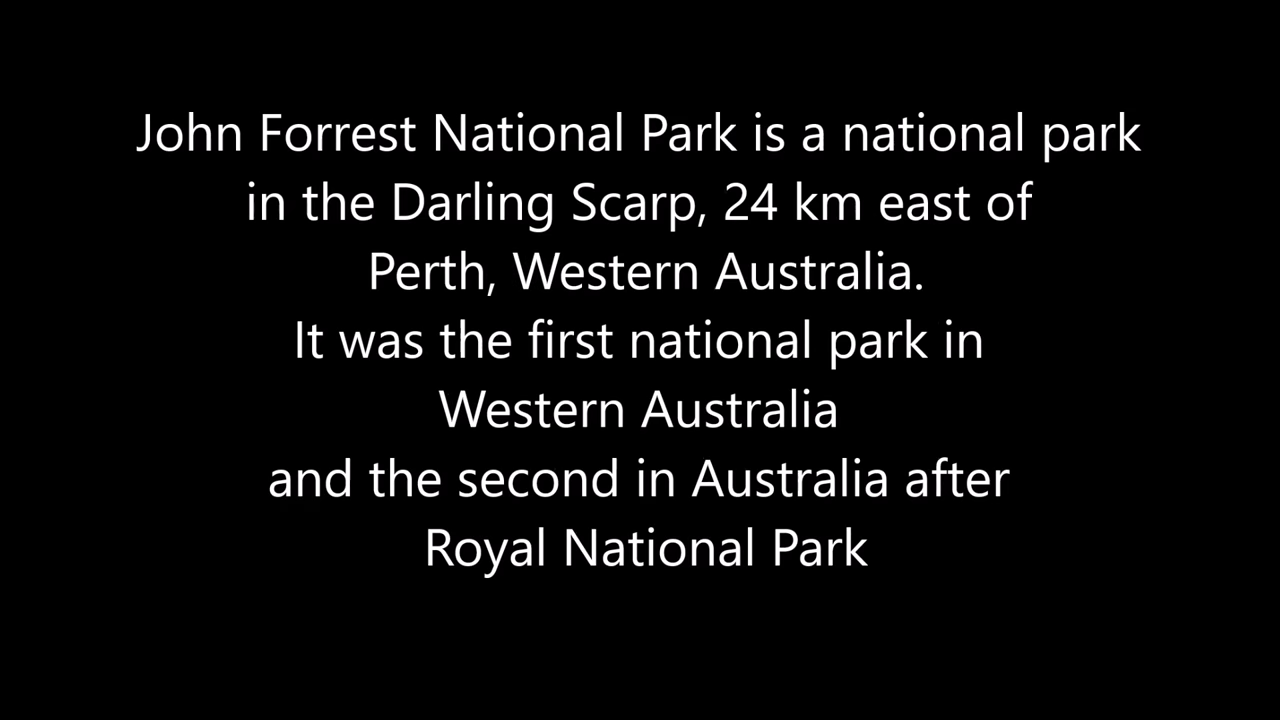 John Forrest National Park is a national park
in the Darling Scarp, 24 km east of
Perth, Western Australia.
It was the first national park in
Western Australia
and the second in Australia after
Royal National Park